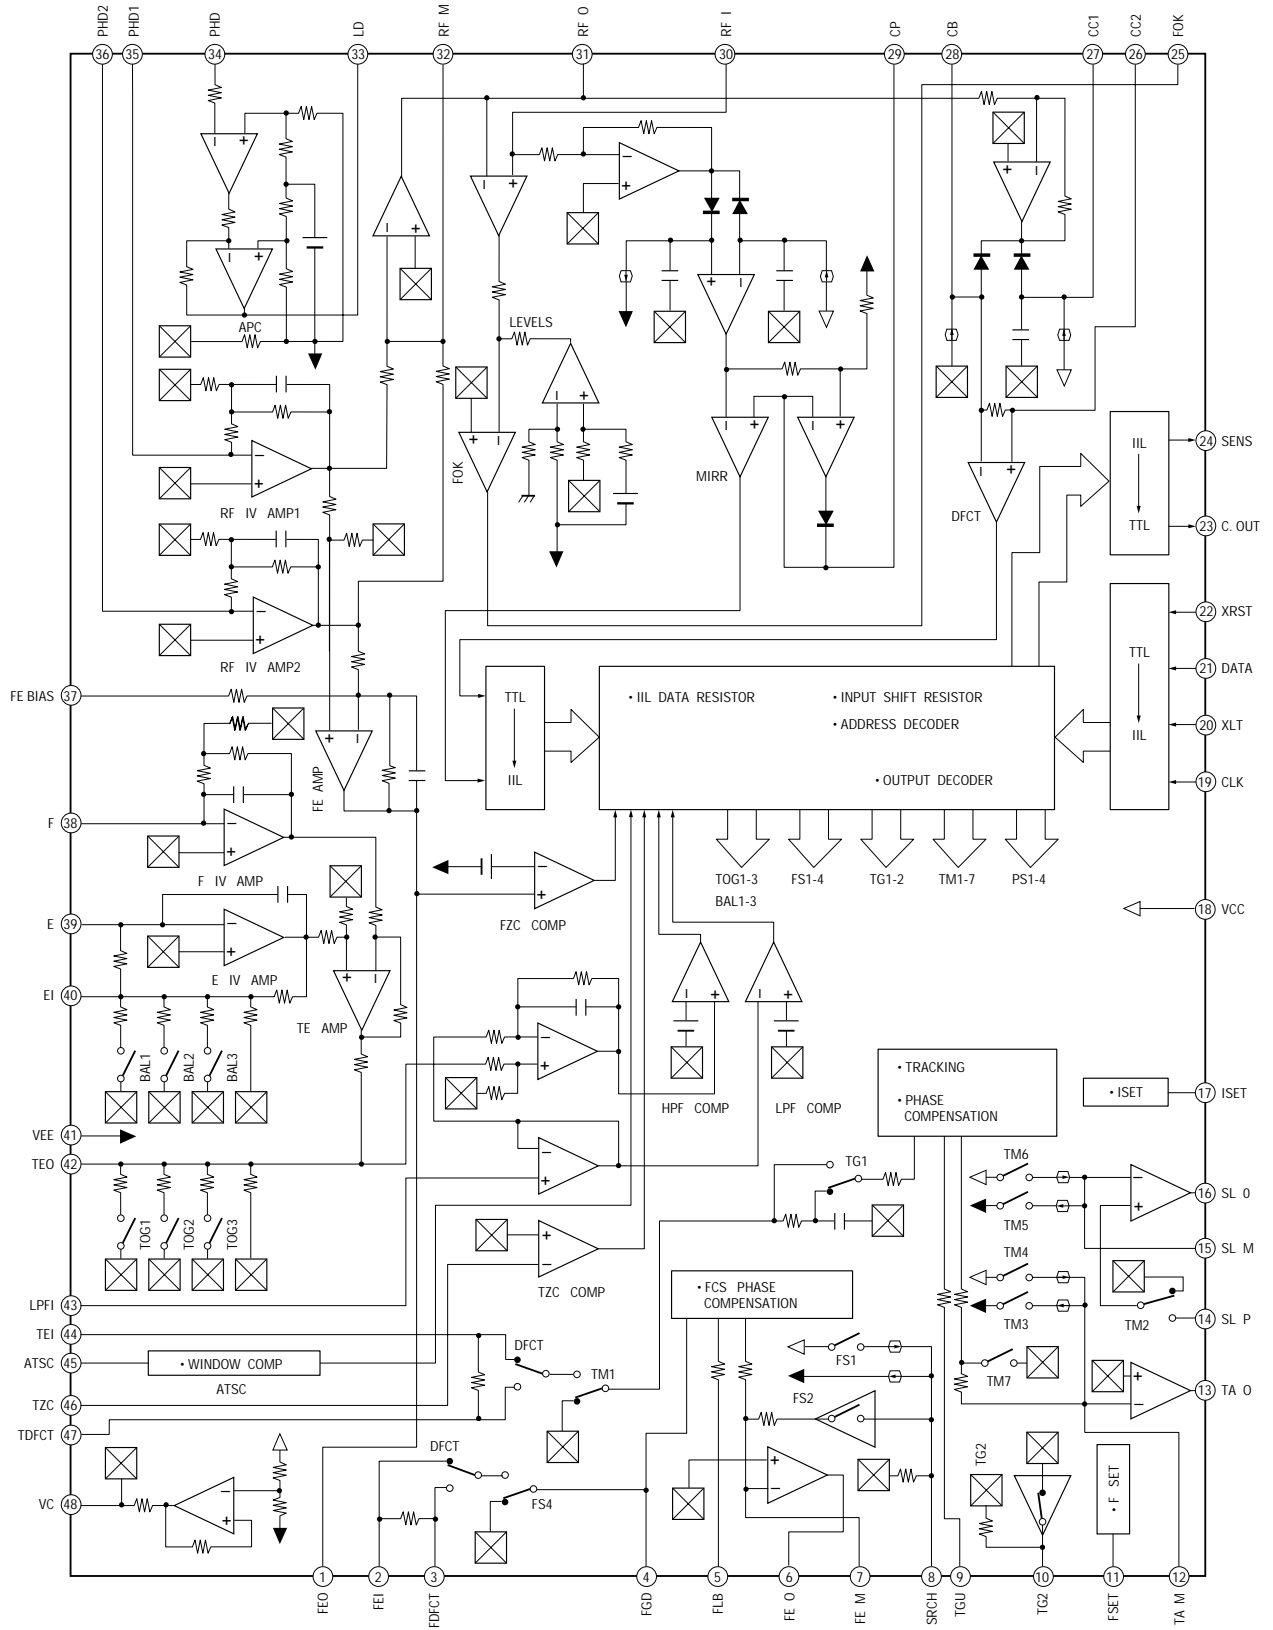 PHD2
PHD1
PHD
LD
RF M
RF O
RF I
CP
CB
CC1
CC2
FOK
36
35
34
33
32
31
30
29
28
27
26
25
APC
LEVELS
RF IV AMP1
FOK
MIRR
DFCT
IIL
TTL
24 SENS
23 C. OUT
RF IV AMP2
TTL
IIL
22 XRST
21 DATA
20 XLT
19 CLK
FE BIAS 37
TTL
IIL
• IIL DATA RESISTOR
• INPUT SHIFT RESISTOR
• ADDRESS DECODER
• OUTPUT DECODER
FE AMP
F 38
F IV AMP
FZC COMP
TOG1-3
BAL1-3
FS1-4
TG1-2
TM1-7
PS1-4
18 VCC
E 39
E IV AMP
EI 40
TE AMP
BAL1
BAL2
BAL3
HPF COMP
LPF COMP
• TRACKING
• PHASE
COMPENSATION
• ISET
17 ISET
VEE 41
TEO 42
TOG1
TOG2
TOG3
TG1
TM6
TM5
16 SL O
15 SL M
TZC COMP
TM4
TM3
TM2
14 SL P
LPFI 43
• FCS PHASE
COMPENSATION
TEI 44
ATSC 45
• WINDOW COMP
ATSC
DFCT
TM1
FS1
FS2
TM7
13 TA O
TZC 46
TDFCT 47
DFCT
FS4
TG2
• F SET
VC 48
1
2
3
4
5
6
7
8
9
10
11
12
FEO
FEI
FDFCT
FGD
FLB
FE O
FE M
SRCH
TGU
TG2
FSET
TA M